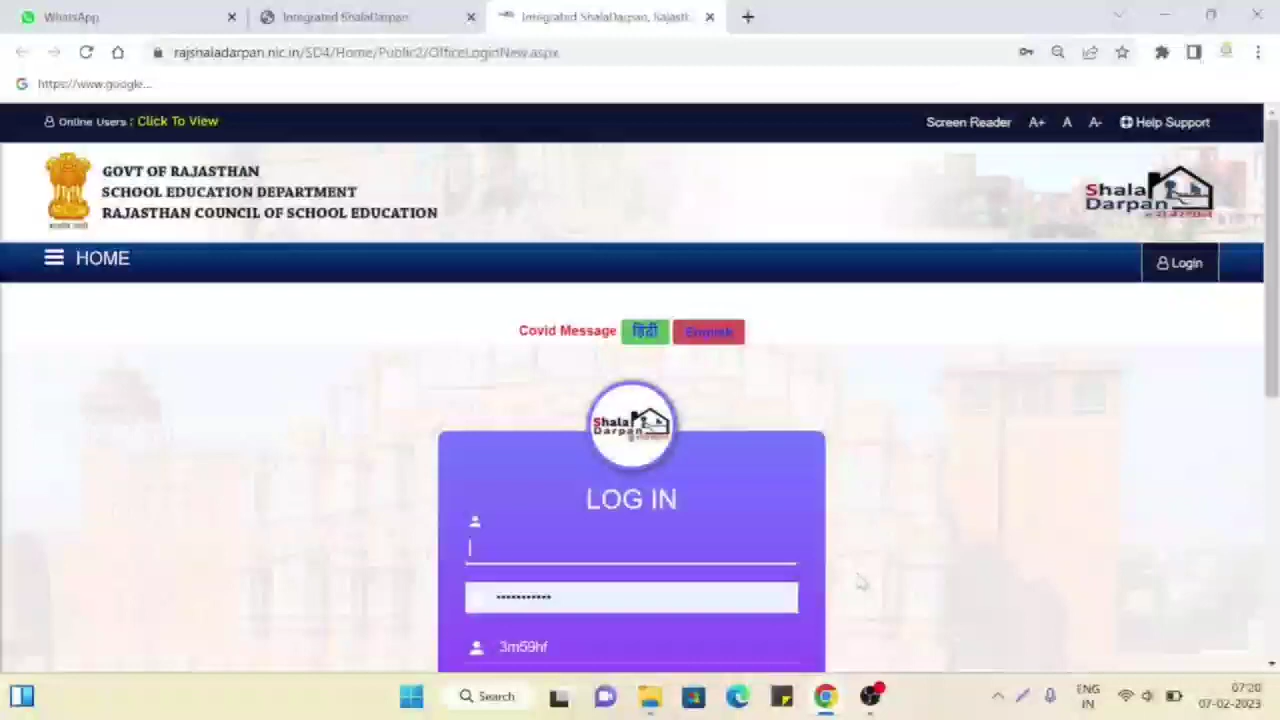 WhatsApp
Integrated ShalaDarpan
Integrated ShalaDarpan, Rajasth
rajshaladarpan.nic.in/SD4/Home/Public2/OfficeLoginNew.aspx
https://www.google...
Online Users : Click To View
Screen Reader A+ A A- Help Support
GOVT OF RAJASTHAN
SCHOOL EDUCATION DEPARTMENT
RAJASTHAN COUNCIL OF SCHOOL EDUCATION
Shala
Darpan
HOME
Login
Covid Message हिंदी English
Shala
Darpan
LOG IN
3m59hf
Search
ENG
IN
07:20
07-02-2023